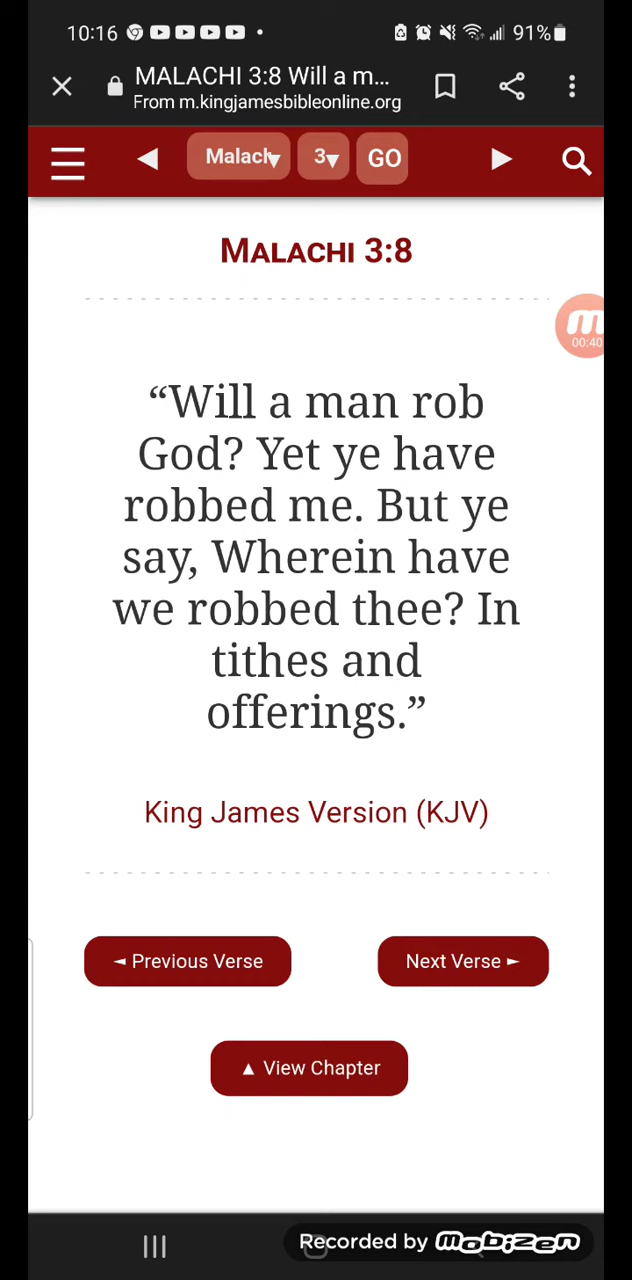 10:16
91%
MALACHI 3:8 Will a m...
From m.kingjamesbibleonline.org
Malach 3 GO
MALACHI 3:8
m
00:40
“Will a man rob
God? Yet ye have
robbed me. But ye
say, Wherein have
we robbed thee? In
tithes and
offerings.”
King James Version (KJV)
◄ Previous Verse
Next Verse ►
▲ View Chapter
Recorded by mobizen